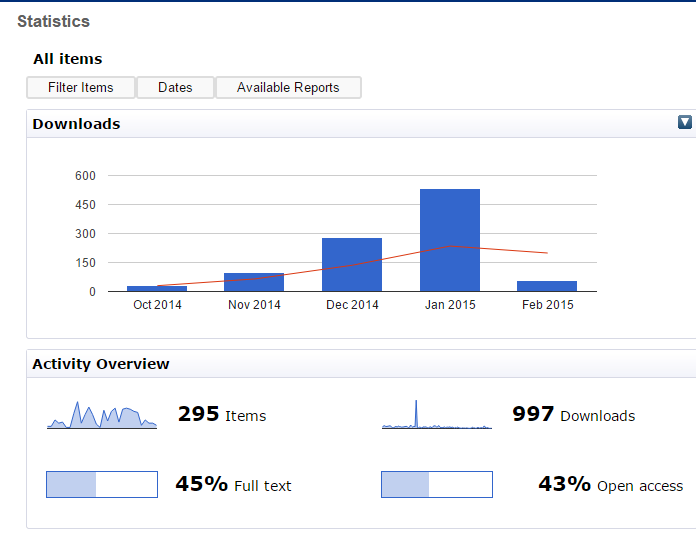 Statistics
All items
Filter Items Dates Available Reports
Downloads
600
450
300
150
0
Oct 2014 Nov 2014 Dec 2014 Jan 2015 Feb 2015
Activity Overview
295 Items 997 Downloads
45% Full text 43% Open access